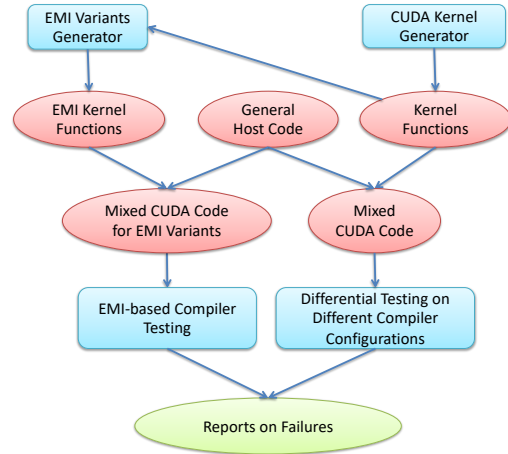 EMI Variants
Generator
CUDA Kernel
Generator
EMI Kernel
Functions
General
Host Code
Kernel
Functions
Mixed CUDA Code
for EMI Variants
Mixed
CUDA Code
EMI-based Compiler
Testing
Differential Testing on
Different Compiler
Configurations
Reports on Failures